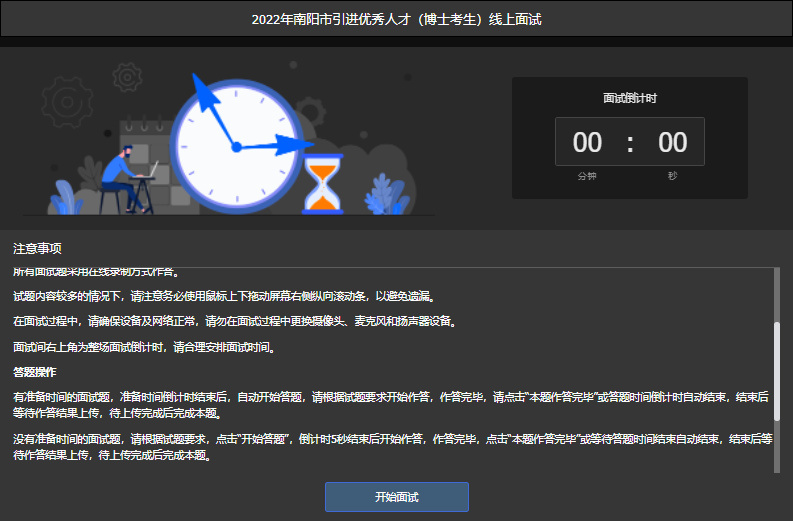 2022年南阳市引进优秀人才（博士考生）线上面试
面试倒计时
00 : 00
分钟 秒
注意事项
所有面试题采用在线录制方式作答。
试题内容较多的情况下，请注意务必使用鼠标上下拖动屏幕右侧纵向滚动条，以避免遗漏。
在面试过程中，请确保设备及网络正常，请勿在面试过程中更换摄像头、麦克风和扬声器设备。
面试间右上角为整场面试倒计时，请合理安排面试时间。
答题操作
有准备时间的面试题，准备时间倒计时结束后，自动开始答题，请根据试题要求开始作答，作答完毕，请点击“本题作答完毕”或答题时间倒计时自动结束，结束后
等待作答结果上传，待上传完成后完成本题。
没有准备时间的面试题，请根据试题要求，点击“开始答题”，倒计时5秒结束后开始作答，作答完毕，点击“本题作答完毕”或等待答题时间结束自动结束，结束后等
待作答结果上传，待上传完成后完成本题。
开始面试